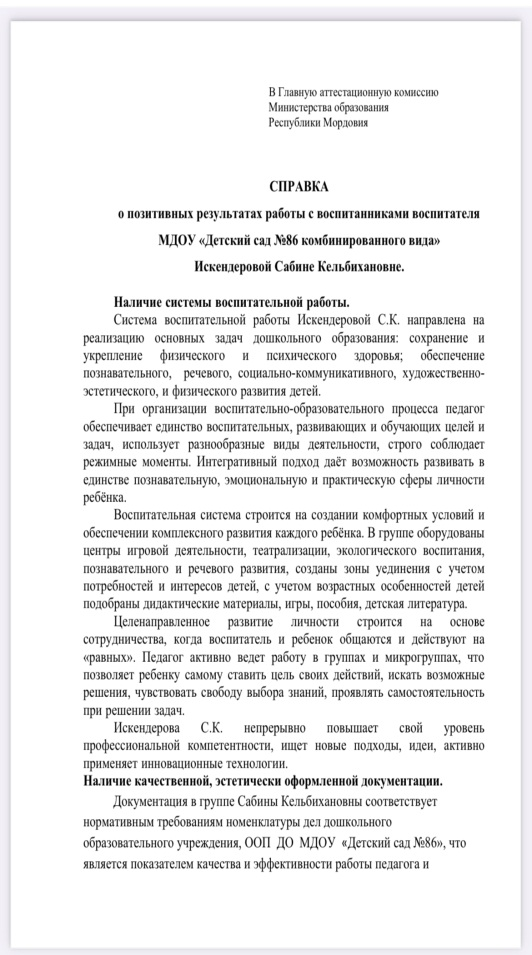 В Главную аттестационную комиссию
Министерства образования
Республики Мордовия
СПРАВКА
о позитивных результатах работы с воспитанниками воспитателя
МДОУ «Детский сад №86 комбинированного вида»
Искендеровой Сабине Кельбихановне.
Наличие системы воспитательной работы.
Система воспитательной работы Искендеровой С.К. направлена на
реализацию основных задач дошкольного образования: сохранение и
укрепление физического и психического здоровья; обеспечение
познавательного, речевого, социально-коммуникативного, художественно-
эстетического, и физического развития детей.
При организации воспитательно-образовательного процесса педагог
обеспечивает единство воспитательных, развивающих и обучающих целей и
задач, использует разнообразные виды деятельности, строго соблюдает
режимные моменты. Интегративный подход даёт возможность развивать в
единстве познавательную, эмоциональную и практическую сферы личности
ребёнка.
Воспитательная система строится на создании комфортных условий и
обеспечении комплексного развития каждого ребёнка. В группе оборудованы
центры игровой деятельности, театрализации, экологического воспитания,
познавательного и речевого развития, созданы зоны уединения с учетом
потребностей и интересов детей, с учетом возрастных особенностей детей
подобраны дидактические материалы, игры, пособия, детская литература.
Целенаправленное развитие личности строится на основе
сотрудничества, когда воспитатель и ребенок общаются и действуют на
«равных». Педагог активно ведет работу в группах и микрогруппах, что
позволяет ребенку самому ставить цель своих действий, искать возможные
решения, чувствовать свободу выбора знаний, проявлять самостоятельность
при решении задач.
Искендерова С.К. непрерывно повышает свой уровень
профессиональной компетентности, ищет новые подходы, идеи, активно
применяет инновационные технологии.
Наличие качественной, эстетически оформленной документации.
Документация в группе Сабины Кельбихановны соответствует
нормативным требованиям номенклатуры дел дошкольного
образовательного учреждения, ООП ДО МДОУ «Детский сад №86», что
является показателем качества и эффективности работы педагога и